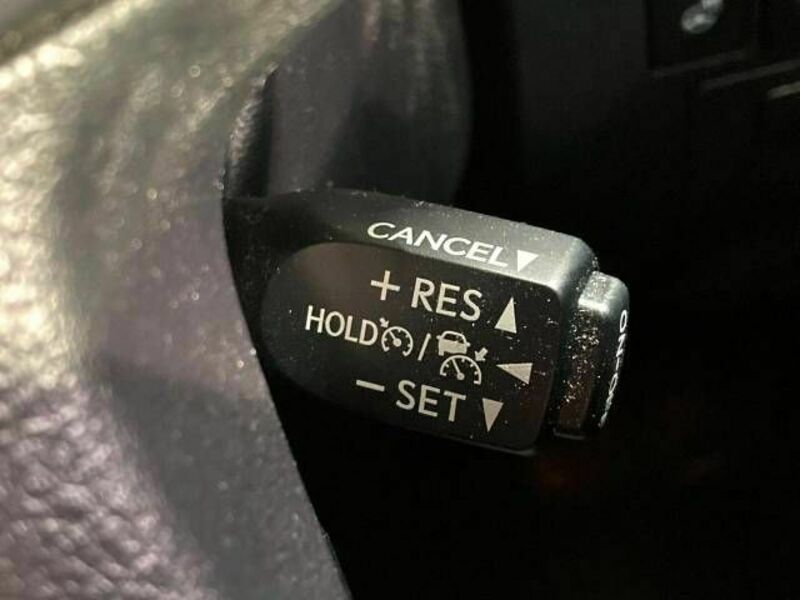 CANCEL▼
+ RES ▲
HOLD / ◀
− SET ▼